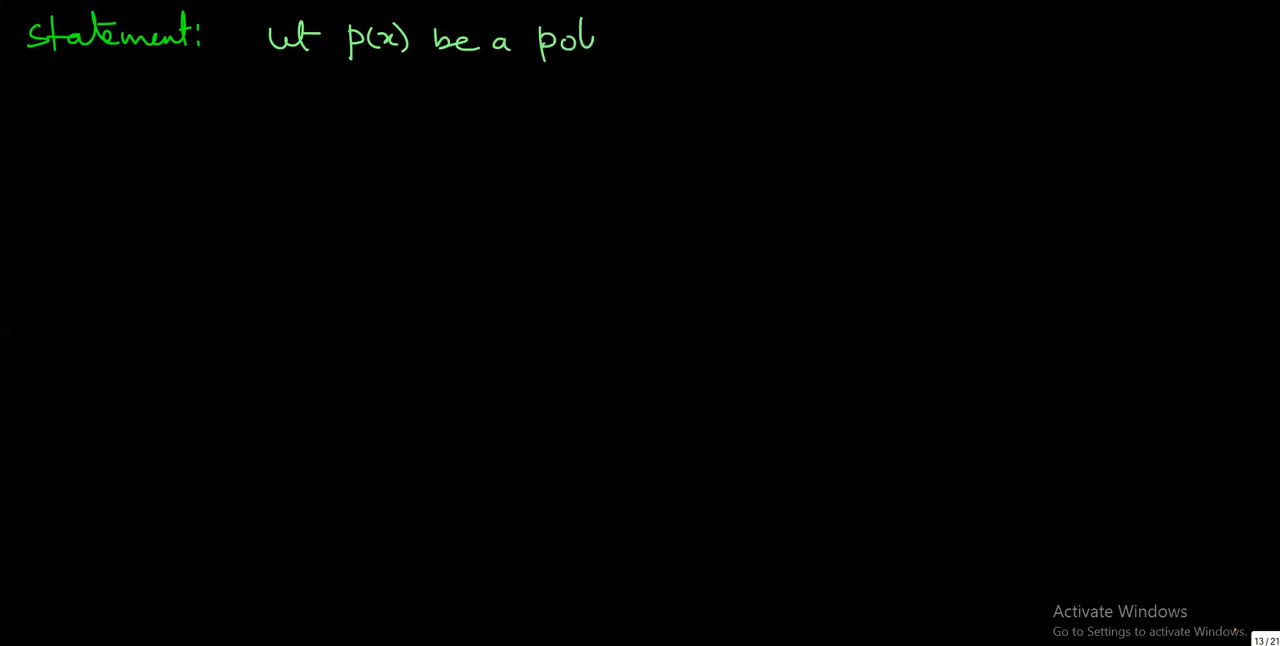 Statement: Let p(x) be a pol
Activate Windows
Go to Settings to activate Windows.
13 / 21